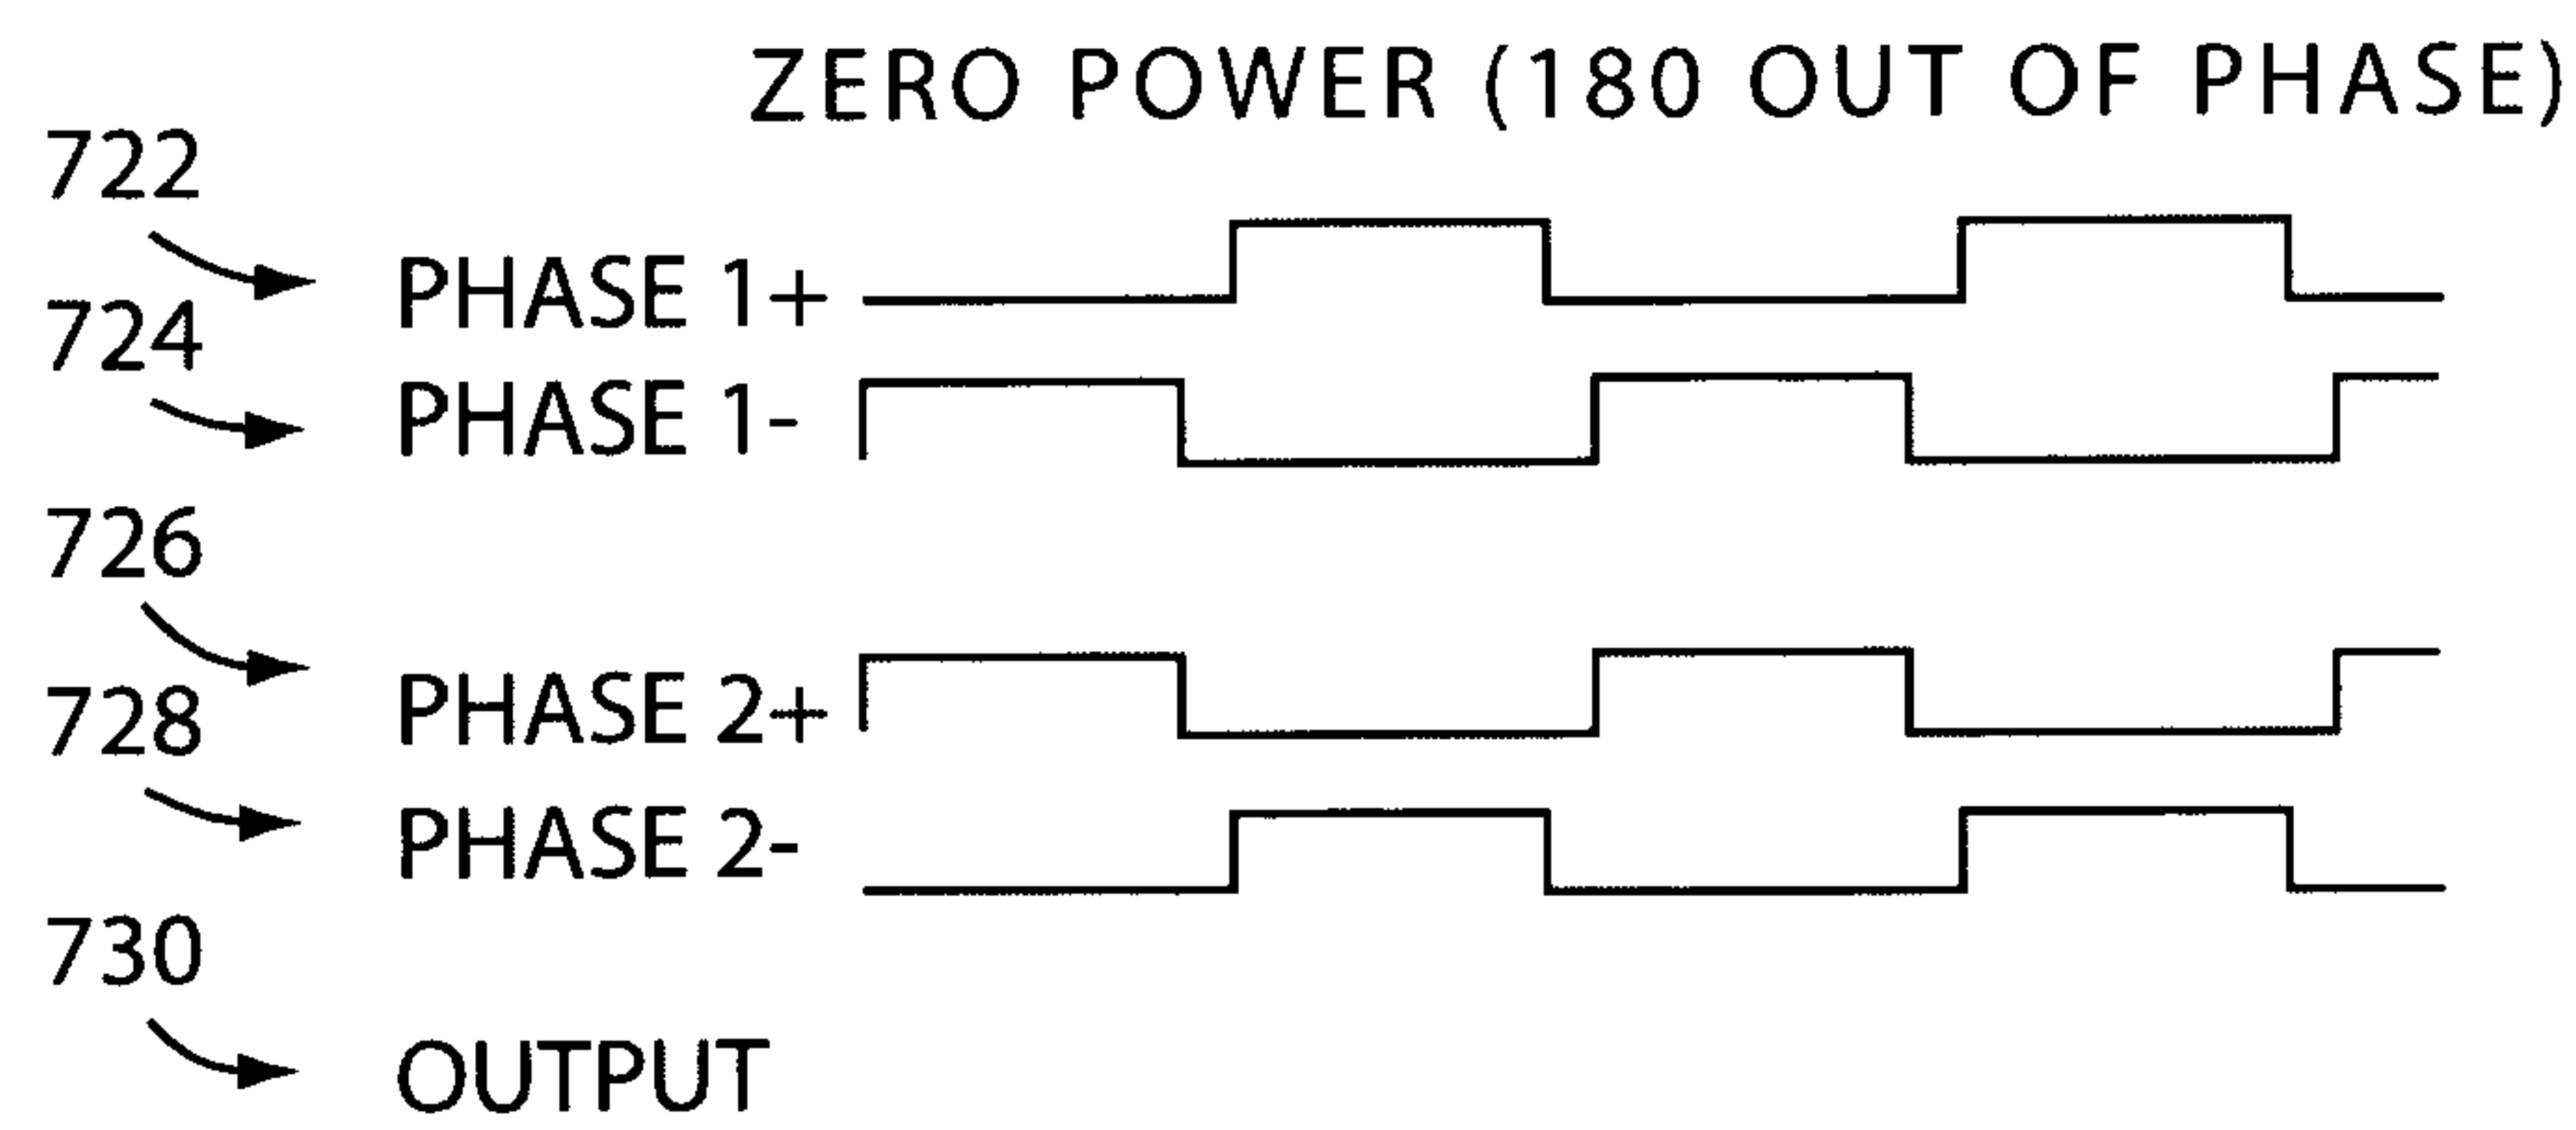 ZERO POWER (180 OUT OF PHASE)
722
PHASE 1+
724
PHASE 1-
726
PHASE 2+
728
PHASE 2-
730
OUTPUT